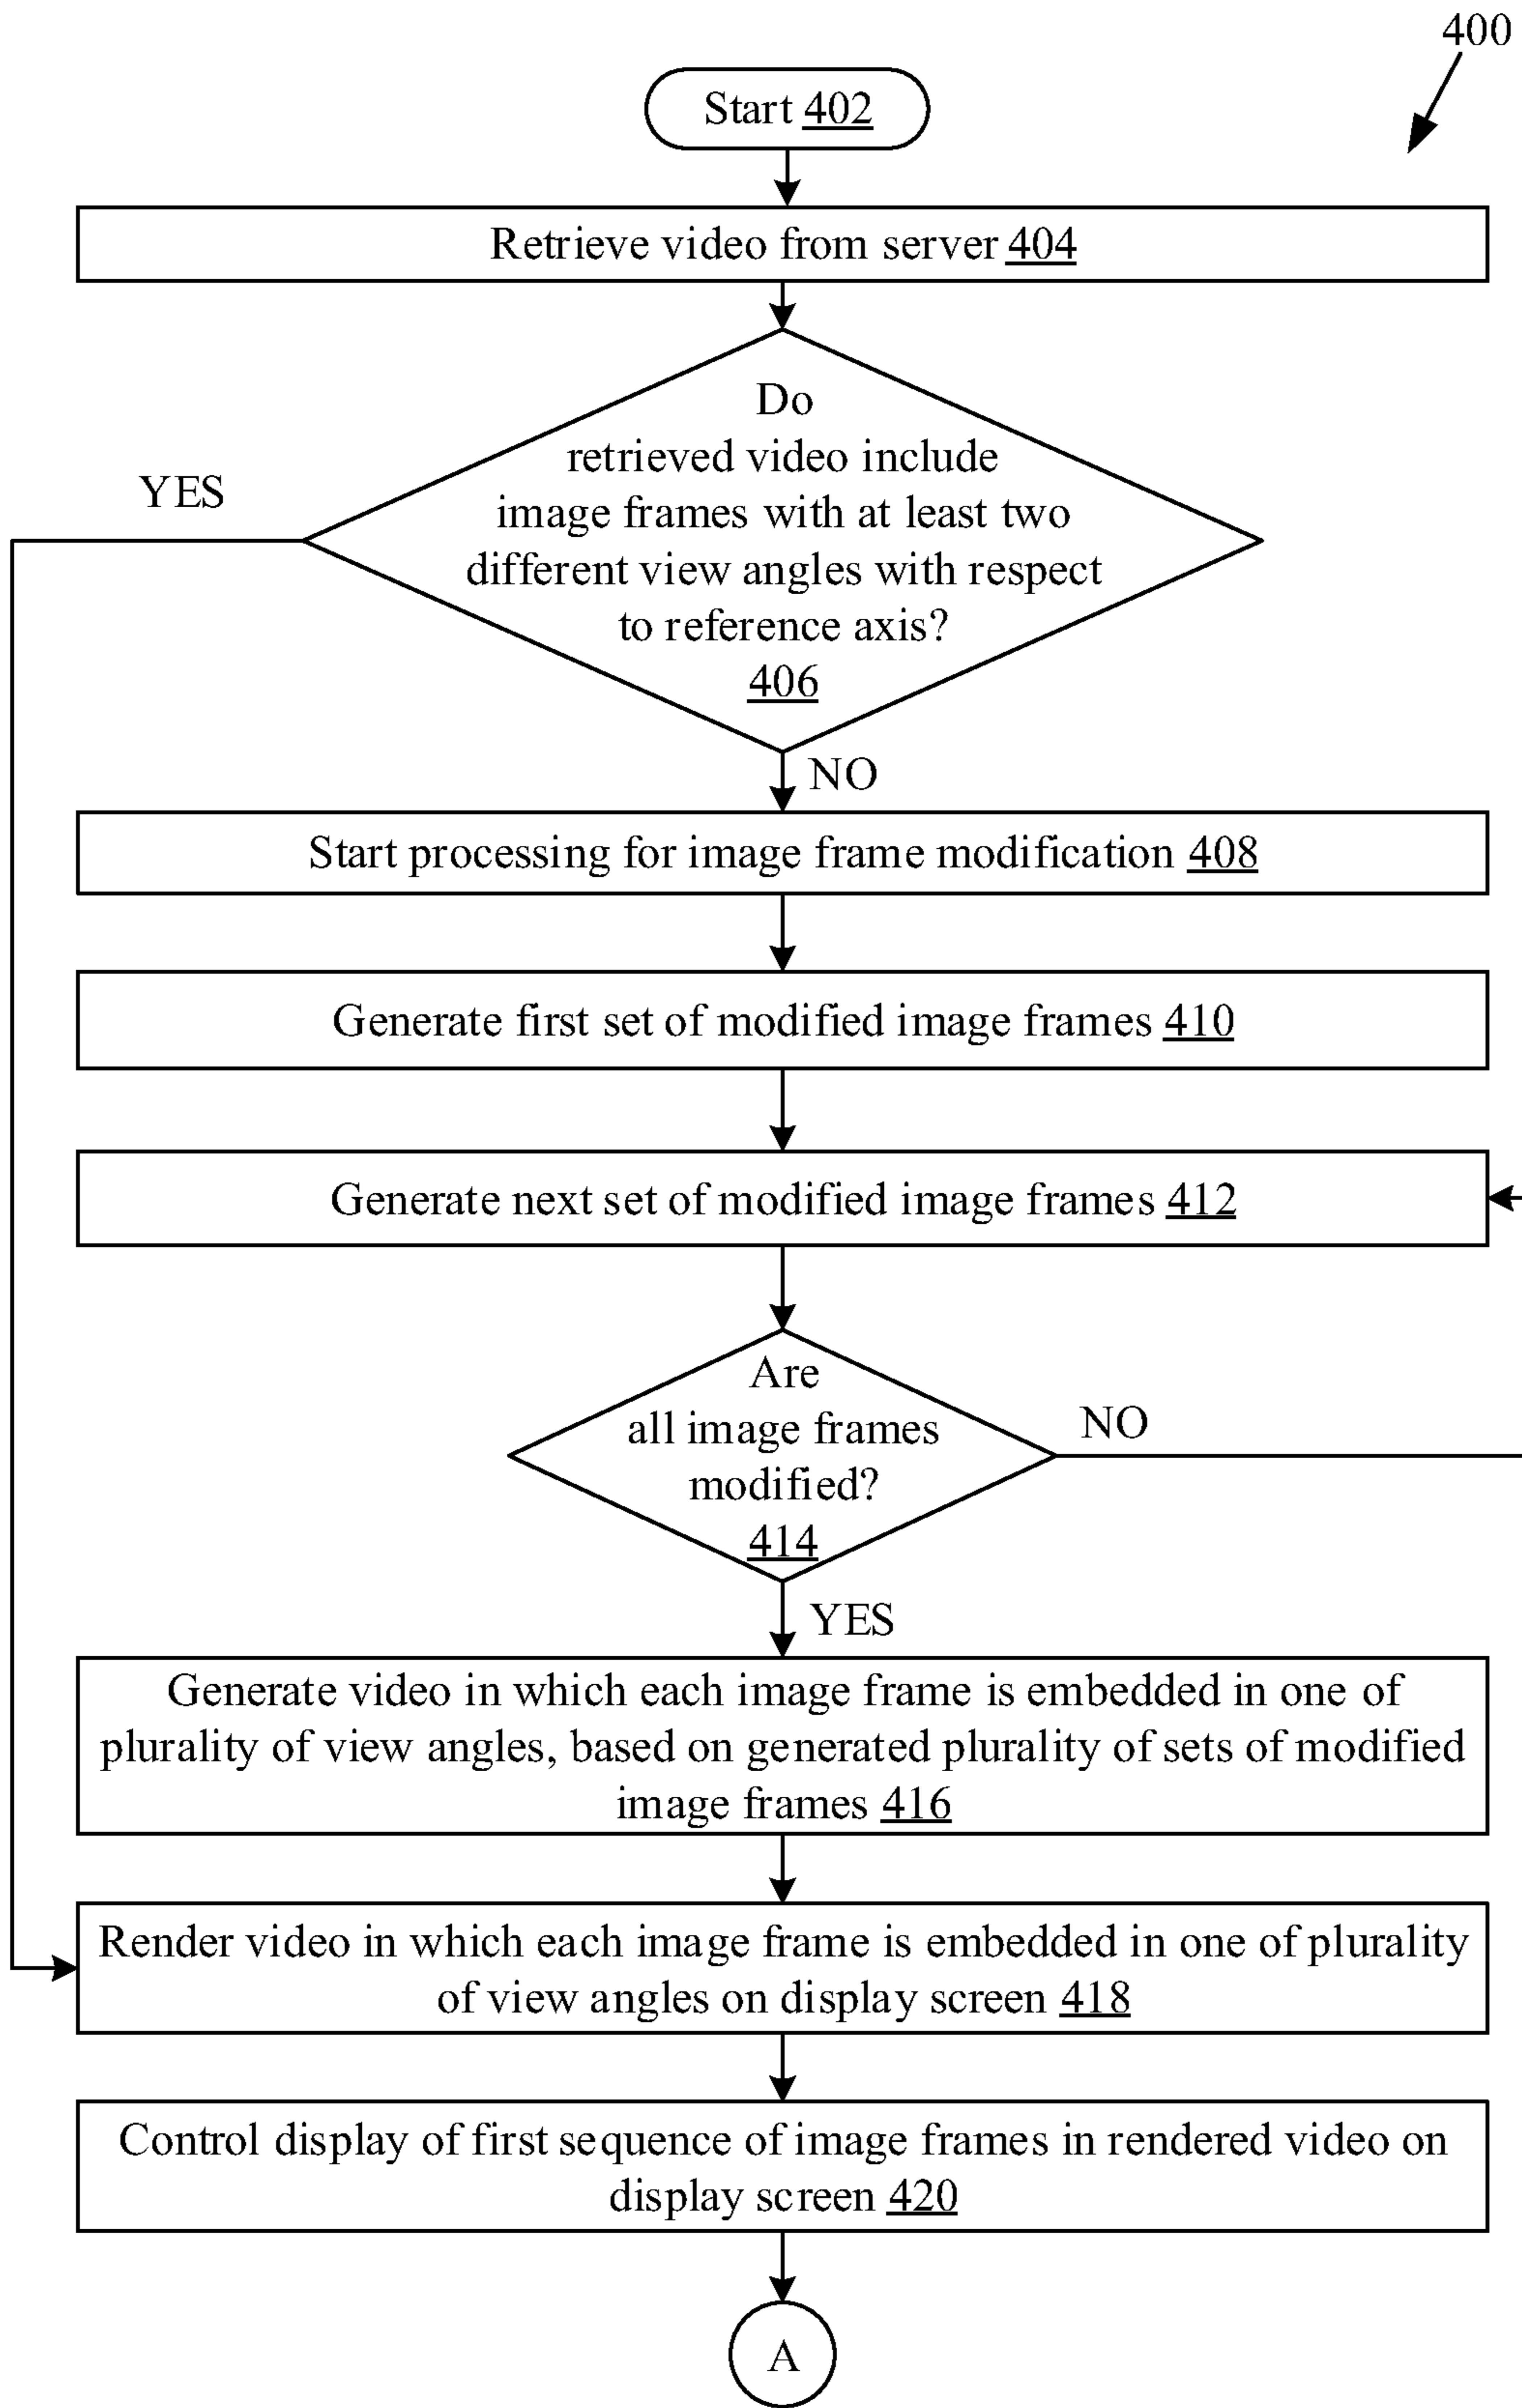 400
Start 402
Retrieve video from server 404
Do
retrieved video include
image frames with at least two
different view angles with respect
to reference axis?
406
YES
NO
Start processing for image frame modification 408
Generate first set of modified image frames 410
Generate next set of modified image frames 412
Are
all image frames
modified?
414
NO
YES
Generate video in which each image frame is embedded in one of
plurality of view angles, based on generated plurality of sets of modified
image frames 416
Render video in which each image frame is embedded in one of plurality
of view angles on display screen 418
Control display of first sequence of image frames in rendered video on
display screen 420
A